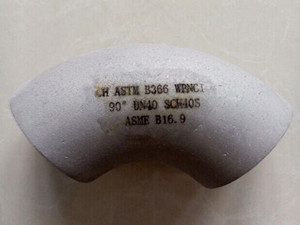 CH ASTM B366 WPNCI
90° DN40 SCH40S
ASME B16.9